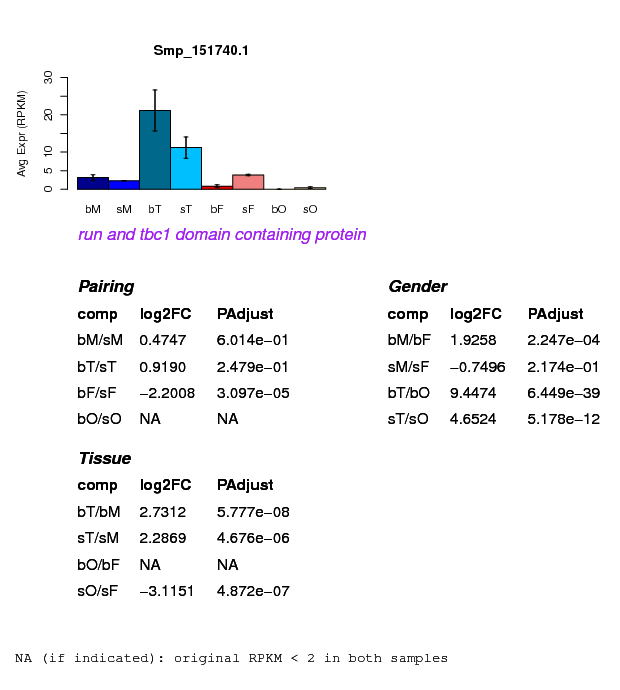 Smp_151740.1
Avg Expr (RPKM)
30
20
10
5
0
bM sM bT sT bF sF bO sO
run and tbc1 domain containing protein
Pairing
comp log2FC PAdjust
bM/sM 0.4747 6.014e−01
bT/sT 0.9190 2.479e−01
bF/sF −2.2008 3.097e−05
bO/sO NA NA
Gender
comp log2FC PAdjust
bM/bF 1.9258 2.247e−04
sM/sF −0.7496 2.174e−01
bT/bO 9.4474 6.449e−39
sT/sO 4.6524 5.178e−12
Tissue
comp log2FC PAdjust
bT/bM 2.7312 5.777e−08
sT/sM 2.2869 4.676e−06
bO/bF NA NA
sO/sF −3.1151 4.872e−07
NA (if indicated): original RPKM < 2 in both samples